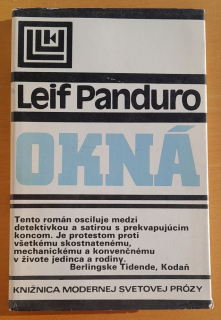 Leif Panduro
OKNÁ
Tento román osciluje medzi
detektívkou a satirou s prekvapujúcim
koncom. Je protestom proti
všetkému skostnatenému,
mechanickému a konvenčnému
v živote jedinca a rodiny.
Berlingske Tidende, Kodaň
KNIŽNICA MODERNEJ SVETOVEJ PRÓZY